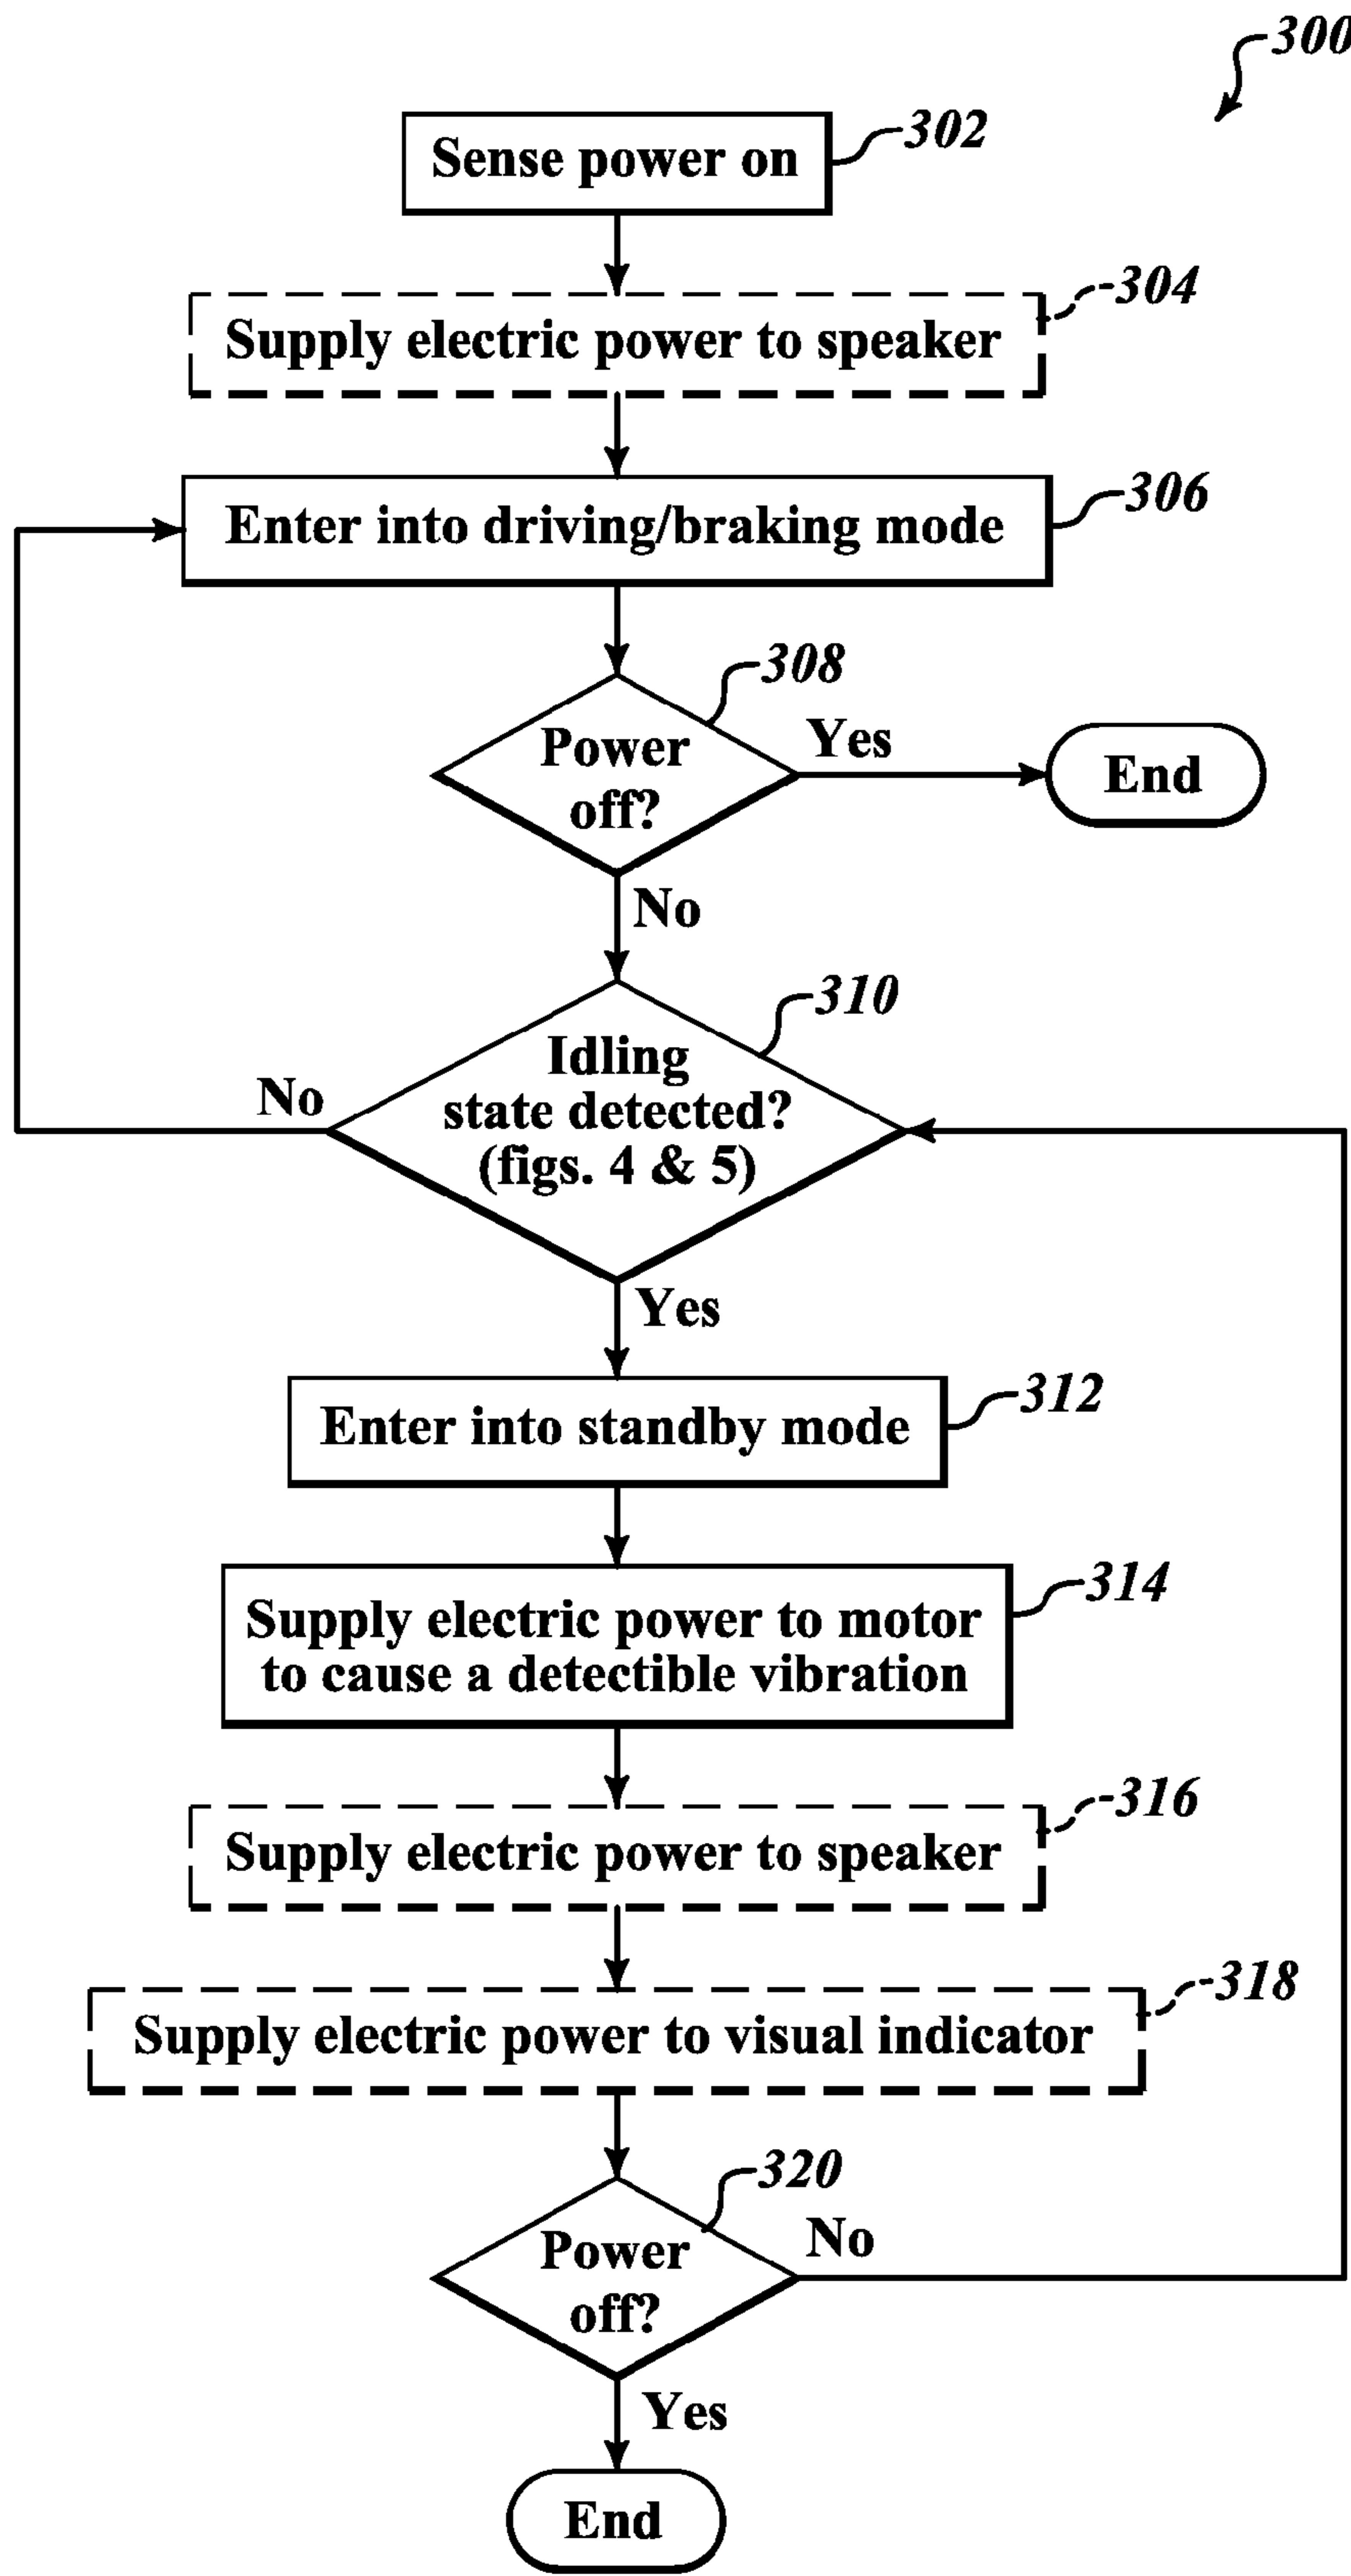 300
Sense power on
302
Supply electric power to speaker
304
Enter into driving/braking mode
306
308
Power
off?
Yes
End
No
310
Idling
state detected?
(figs. 4 & 5)
No
Yes
Enter into standby mode
312
Supply electric power to motor
to cause a detectible vibration
314
Supply electric power to speaker
316
Supply electric power to visual indicator
318
320
Power
off?
No
Yes
End